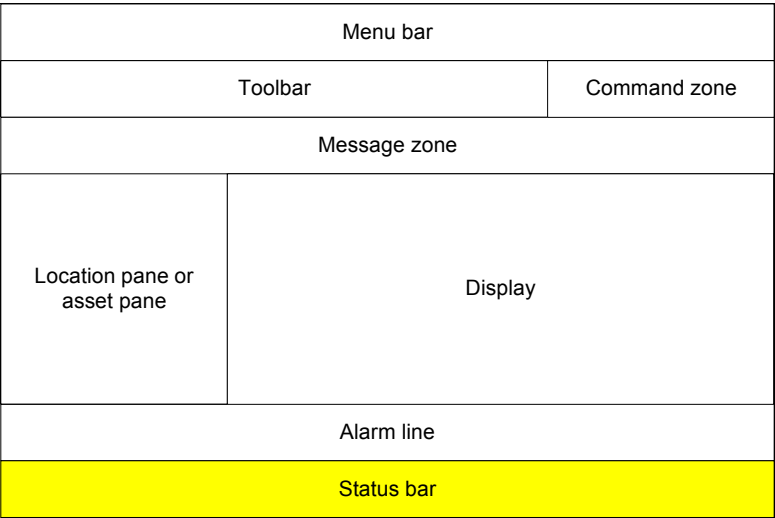 Menu bar
Toolbar
Command zone
Message zone
Location pane or
asset pane
Display
Alarm line
Status bar